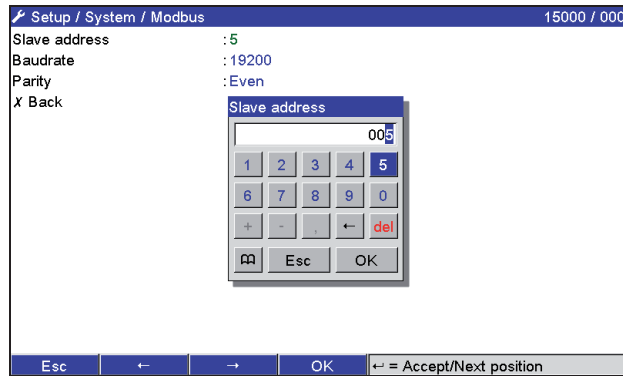 Setup / System / Modbus 15000 / 000
Slave address :5
Baudrate :19200
Parity :Even
X Back
Slave address
005
1 2 3 4 5
6 7 8 9 0
+ - , ← del
Esc OK
Esc ← → OK ↵ = Accept/Next position